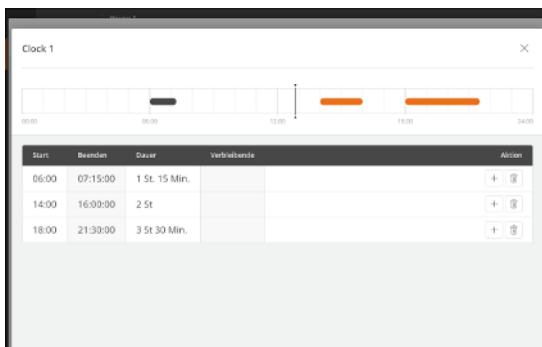 Clock 1
00:00 06:00 12:00 18:00 24:00
Start Beenden Dauer Verbleibende Aktion
06:00 07:15:00 1 St. 15 Min.
14:00 16:00:00 2 St
18:00 21:30:00 3 St 30 Min.